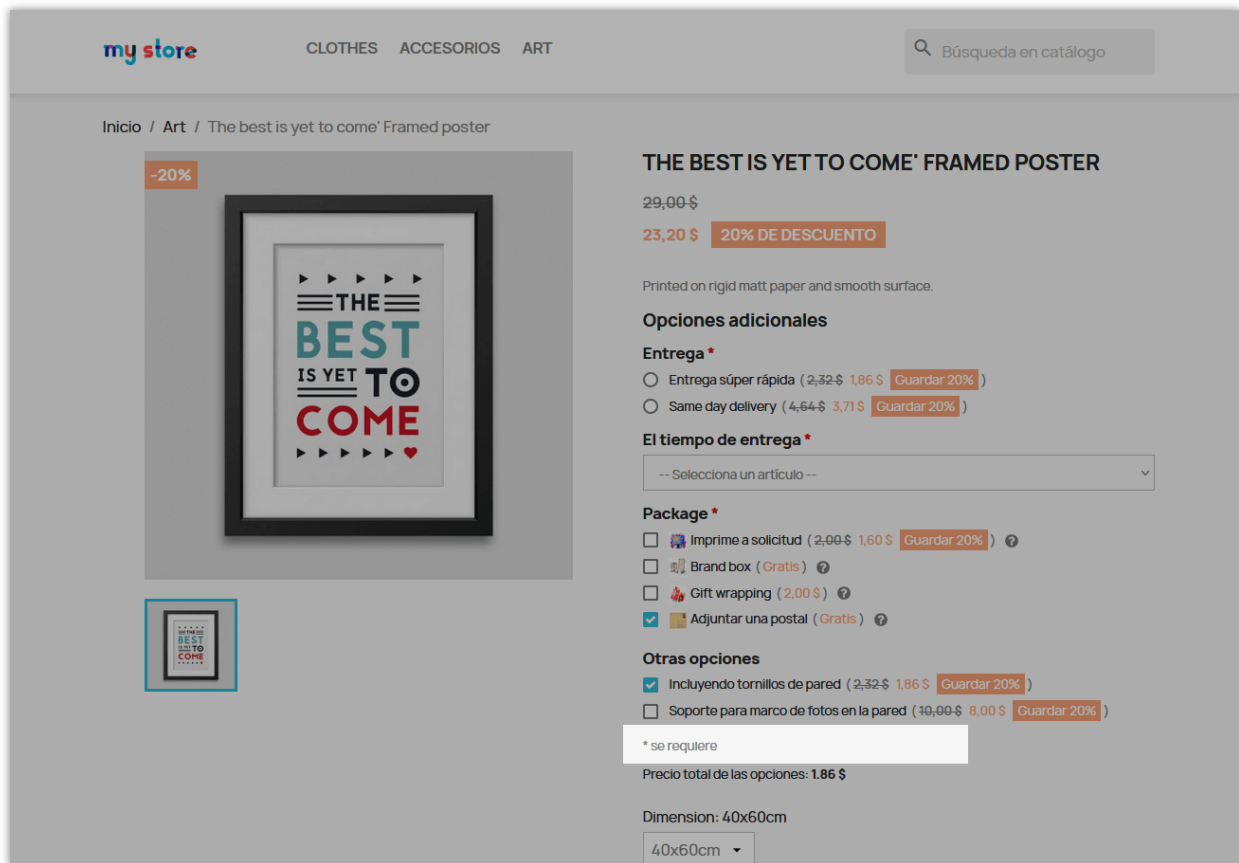 my store
CLOTHES ACCESORIOS ART
Búsqueda en catálogo
Inicio / Art / The best is yet to come' Framed poster
-20%
THE
BEST
IS YET TO
COME
THE
BEST
IS YET TO
COME
THE BEST IS YET TO COME' FRAMED POSTER
29,00 $
23,20 $ 20% DE DESCUENTO
Printed on rigid matt paper and smooth surface.
Opciones adicionales
Entrega *
Entrega súper rápida ( 2,32 $ 1,86 $ Guardar 20% )
Same day delivery ( 4,64 $ 3,71 $ Guardar 20% )
El tiempo de entrega *
-- Selecciona un artículo --
Package *
Imprime a solicitud ( 2,00 $ 1,60 $ Guardar 20% ) ?
Brand box ( Gratis ) ?
Gift wrapping ( 2,00 $ ) ?
Adjuntar una postal ( Gratis ) ?
Otras opciones
Incluyendo tornillos de pared ( 2,32 $ 1,86 $ Guardar 20% )
Soporte para marco de fotos en la pared ( 10,00 $ 8,00 $ Guardar 20% )
* se requiere
Precio total de las opciones: 1.86 $
Dimension: 40x60cm
40x60cm